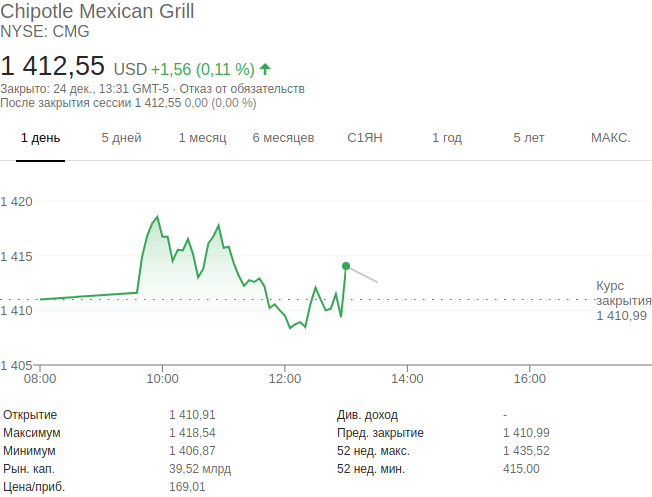 Chipotle Mexican Grill
NYSE: CMG
1 412,55 USD +1,56 (0,11 %)
Закрыто: 24 дек., 13:31 GMT-5 · Отказ от обязательств
После закрытия сессии 1 412,55 0,00 (0,00 %)
1 день 5 дней 1 месяц 6 месяцев С1ЯН 1 год 5 лет МАКС.
1 420
1 415
1 410
1 405
Курс
закрытия
1 410,99
08:00 10:00 12:00 14:00 16:00
Открытие 1 410,91 Див. доход -
Максимум 1 418,54 Пред. закрытие 1 410,99
Минимум 1 406,87 52 нед. макс. 1 435,52
Рын. кап. 39,52 млрд 52 нед. мин. 415,00
Цена/приб. 169,01